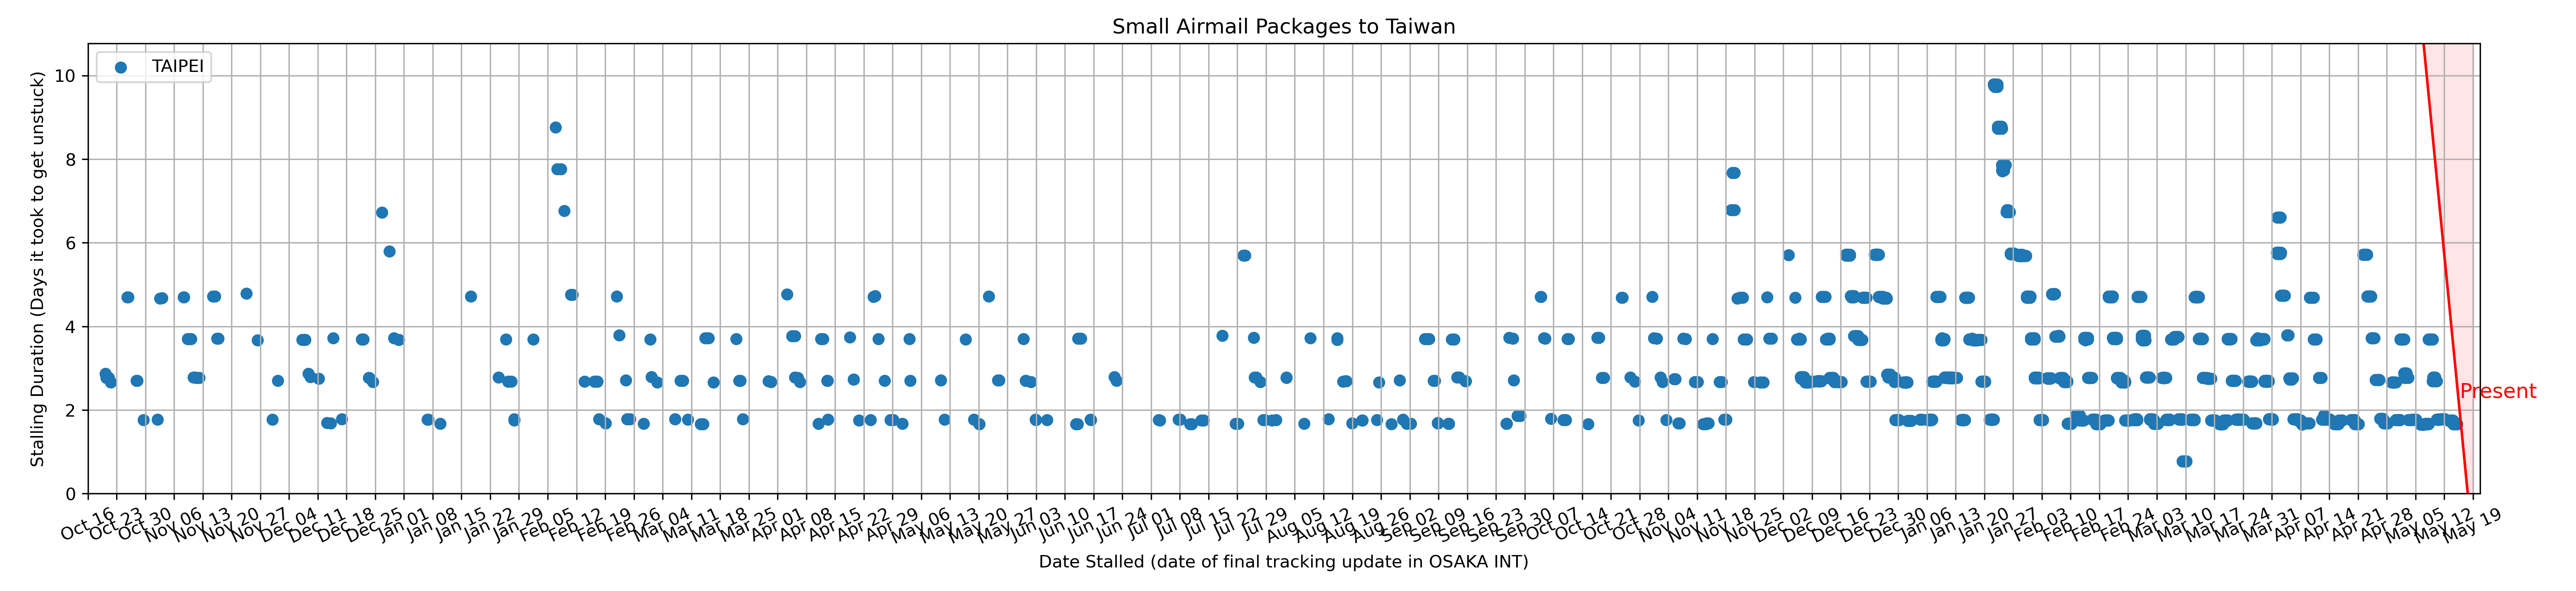 Small Airmail Packages to Taiwan
TAIPEI
Stalling Duration (Days it took to get unstuck)
10
8
6
4
2
0
Present
Oct 16 Oct 23 Oct 30 Nov 06 Nov 13 Nov 20 Nov 27 Dec 04 Dec 11 Dec 18 Dec 25 Jan 01 Jan 08 Jan 15 Jan 22 Jan 29 Feb 05 Feb 12 Feb 19 Feb 26 Mar 04 Mar 11 Mar 18 Mar 25 Apr 01 Apr 08 Apr 15 Apr 22 Apr 29 May 06 May 13 May 20 May 27 Jun 03 Jun 10 Jun 17 Jun 24 Jul 01 Jul 08 Jul 15 Jul 22 Jul 29 Aug 05 Aug 12 Aug 19 Aug 26 Sep 02 Sep 09 Sep 16 Sep 23 Sep 30 Oct 07 Oct 14 Oct 21 Oct 28 Nov 04 Nov 11 Nov 18 Nov 25 Dec 02 Dec 09 Dec 16 Dec 23 Dec 30 Jan 06 Jan 13 Jan 20 Jan 27 Feb 03 Feb 10 Feb 17 Feb 24 Mar 03 Mar 10 Mar 17 Mar 24 Mar 31 Apr 07 Apr 14 Apr 21 Apr 28 May 05 May 12 May 19
Date Stalled (date of final tracking update in OSAKA INT)